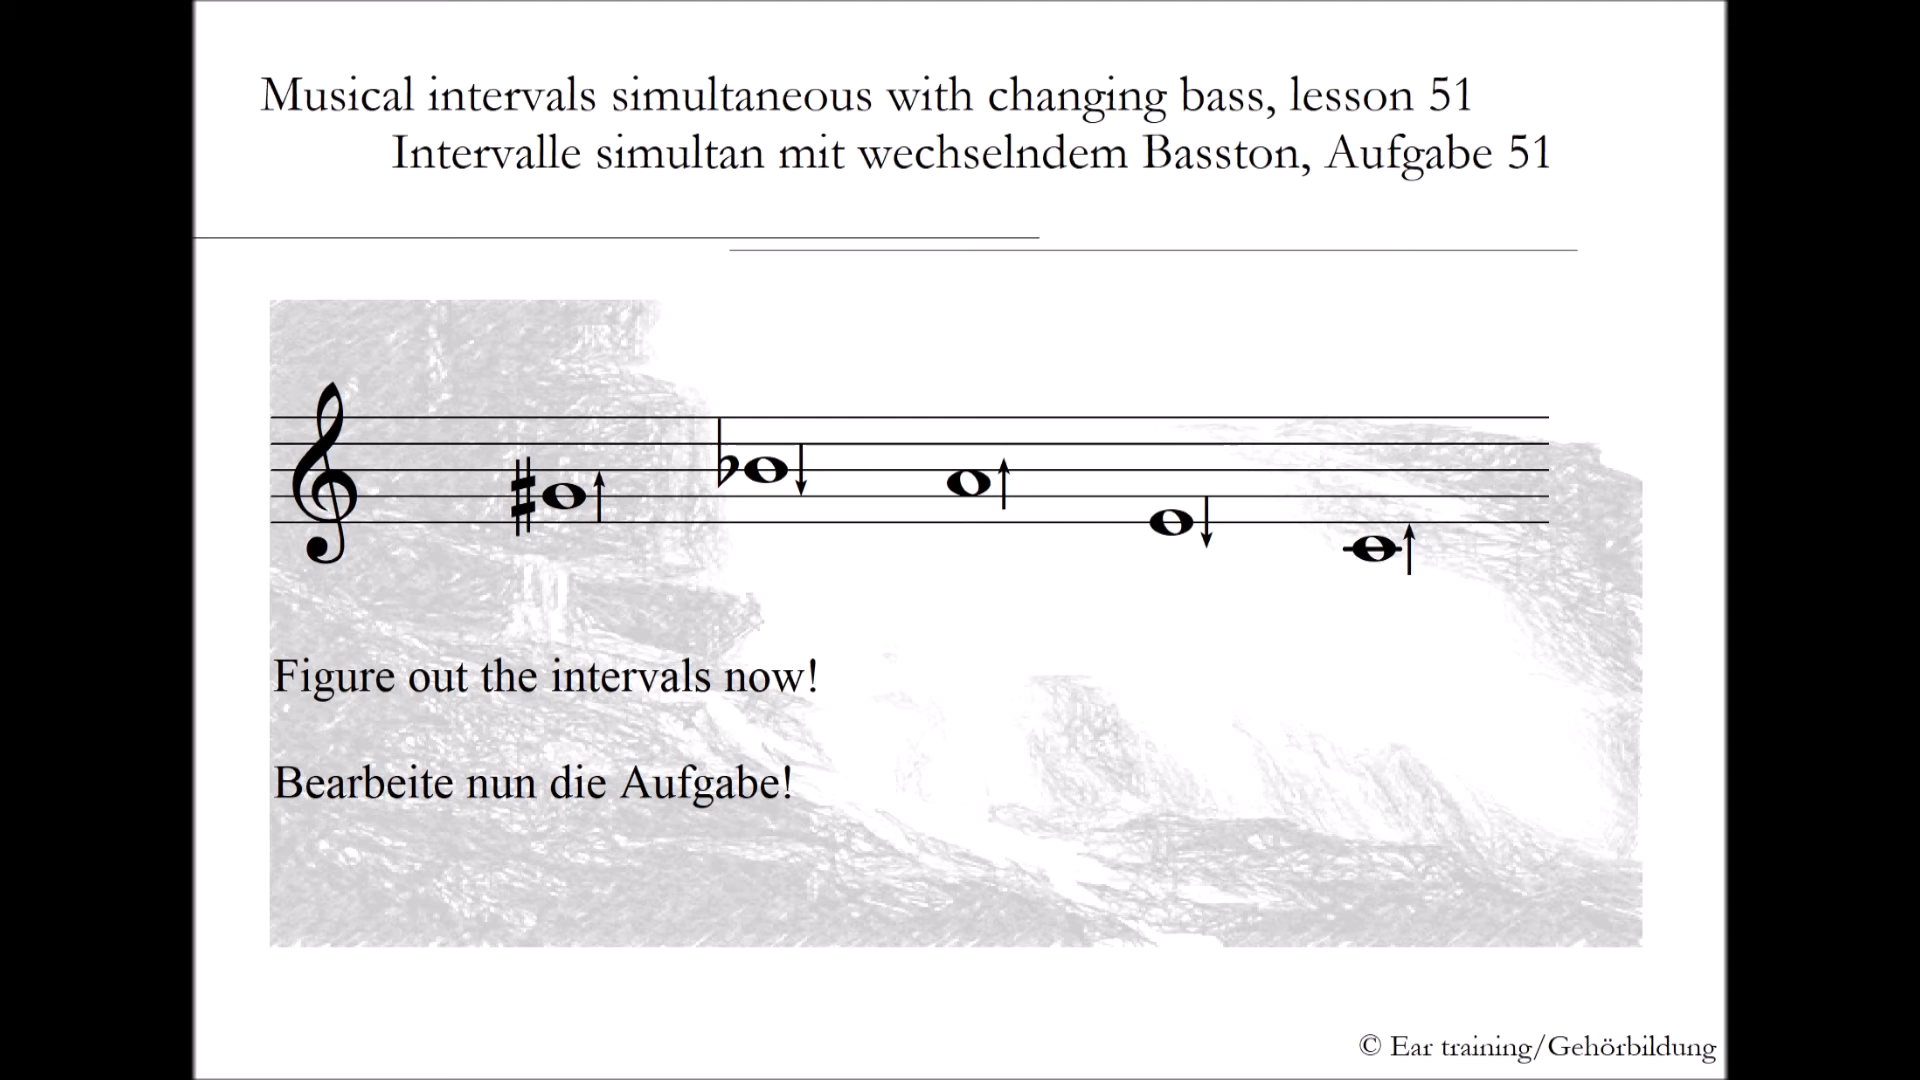 Musical intervals simultaneous with changing bass, lesson 51
Intervalle simultan mit wechselndem Basston, Aufgabe 51
Figure out the intervals now!
Bearbeite nun die Aufgabe!
© Ear training/Gehörbildung